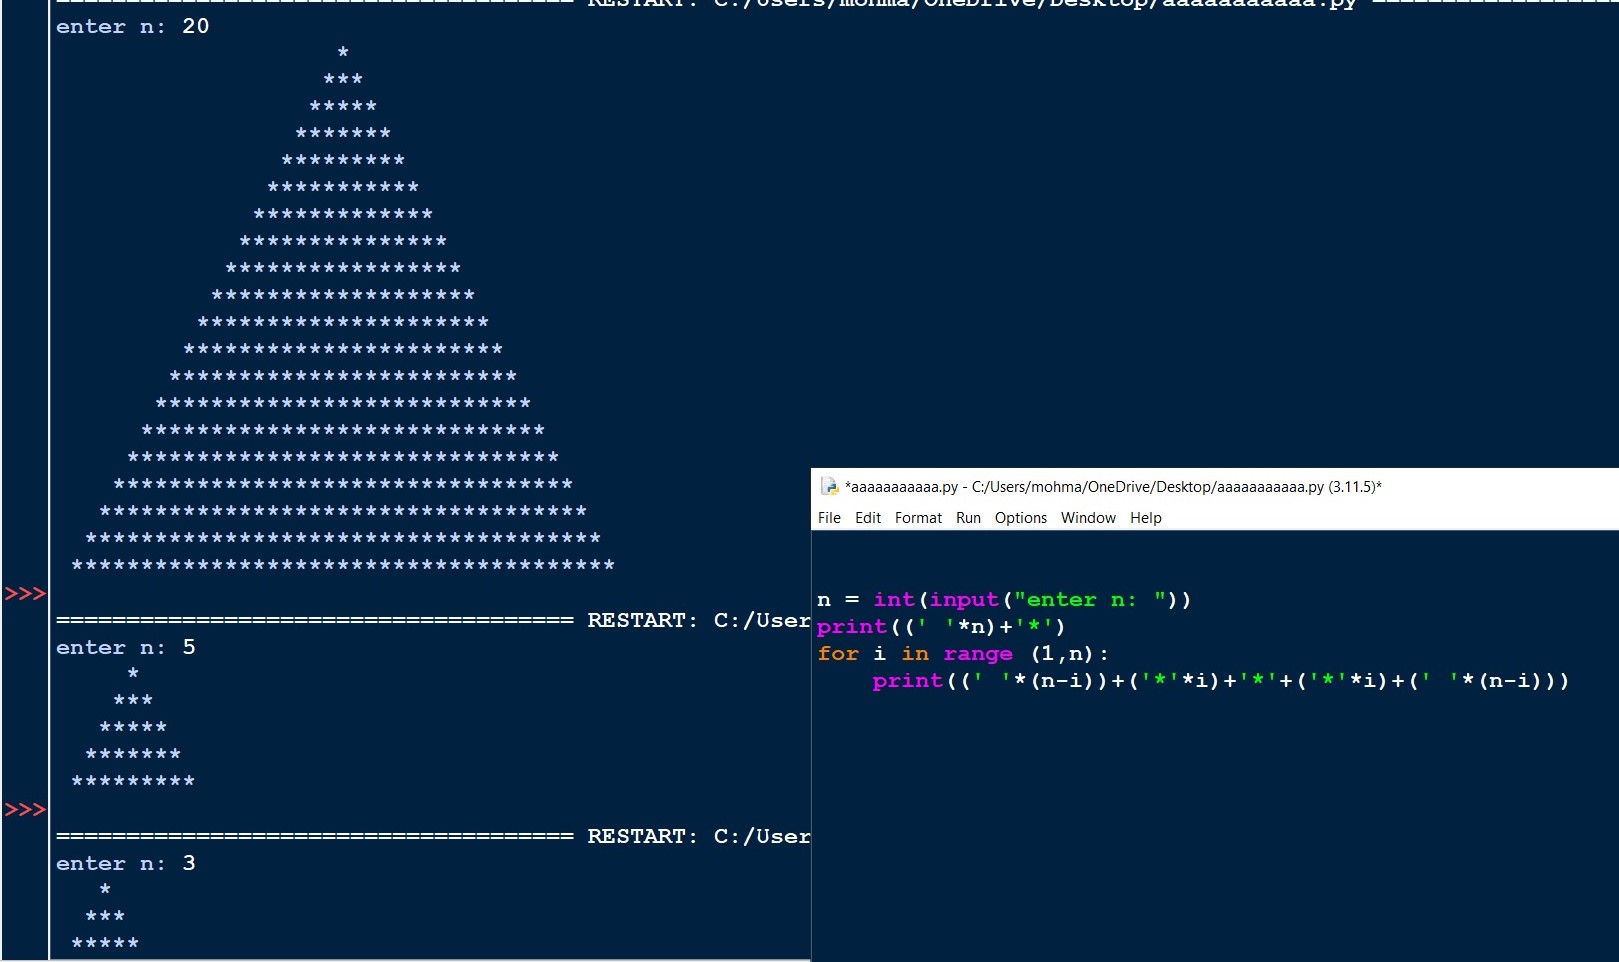 ===================================== RESTART: C:/Users/mohma/OneDrive/Desktop/aaaaaaaaaaa.py ==================
enter n: 20
                    *
                   ***
                  *****
                 *******
                *********
               ***********
              *************
             ***************
            *****************
           *******************
          *********************
         ***********************
        *************************
       ***************************
      *****************************
     *******************************
    *********************************
   ***********************************
  *************************************
 ***************************************
>>>
===================================== RESTART: C:/User
enter n: 5
     *
    ***
   *****
  *******
 *********
>>>
===================================== RESTART: C:/User
enter n: 3
   *
  ***
 *****
*aaaaaaaaaaa.py - C:/Users/mohma/OneDrive/Desktop/aaaaaaaaaaa.py (3.11.5)*
File Edit Format Run Options Window Help
n = int(input("enter n: "))
print((' '*n)+'*')
for i in range (1,n):
    print((' '*(n-i))+('*'*i)+'*'+('*'*i)+(' '*(n-i)))